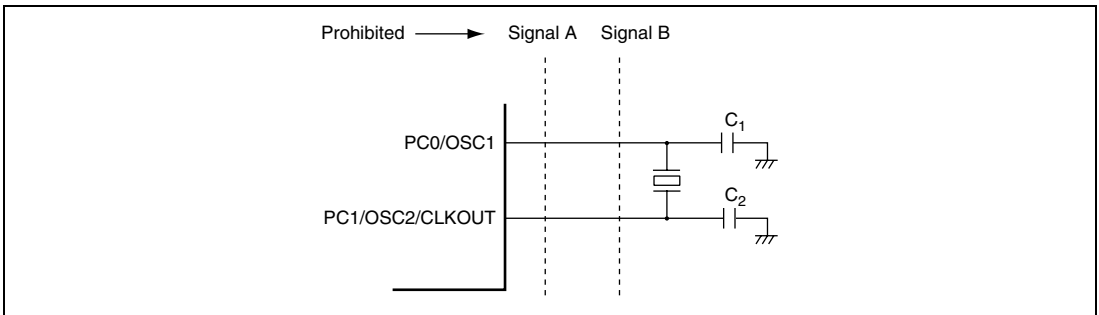 Prohibited Signal A Signal B
C1
PC0/OSC1
C2
PC1/OSC2/CLKOUT